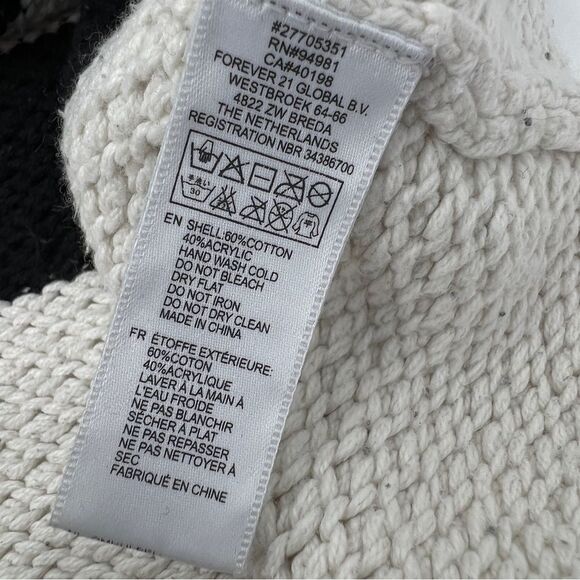 #27705351
RN#94981
CA#40198
FOREVER 21 GLOBAL B.V.
WESTBROEK 64-66
4822 ZW BREDA
THE NETHERLANDS
REGISTRATION NBR 34386700
30
EN SHELL:60%COTTON
40%ACRYLIC
HAND WASH COLD
DO NOT BLEACH
DRY FLAT
DO NOT IRON
DO NOT DRY CLEAN
MADE IN CHINA
FR ÉTOFFE EXTÉRIEURE:
60%COTON
40%ACRYLIQUE
LAVER À LA MAIN À
L'EAU FROIDE
NE PAS BLANCHIR
SÉCHER À PLAT
NE PAS REPASSER
NE PAS NETTOYER À
SEC
FABRIQUÉ EN CHINE